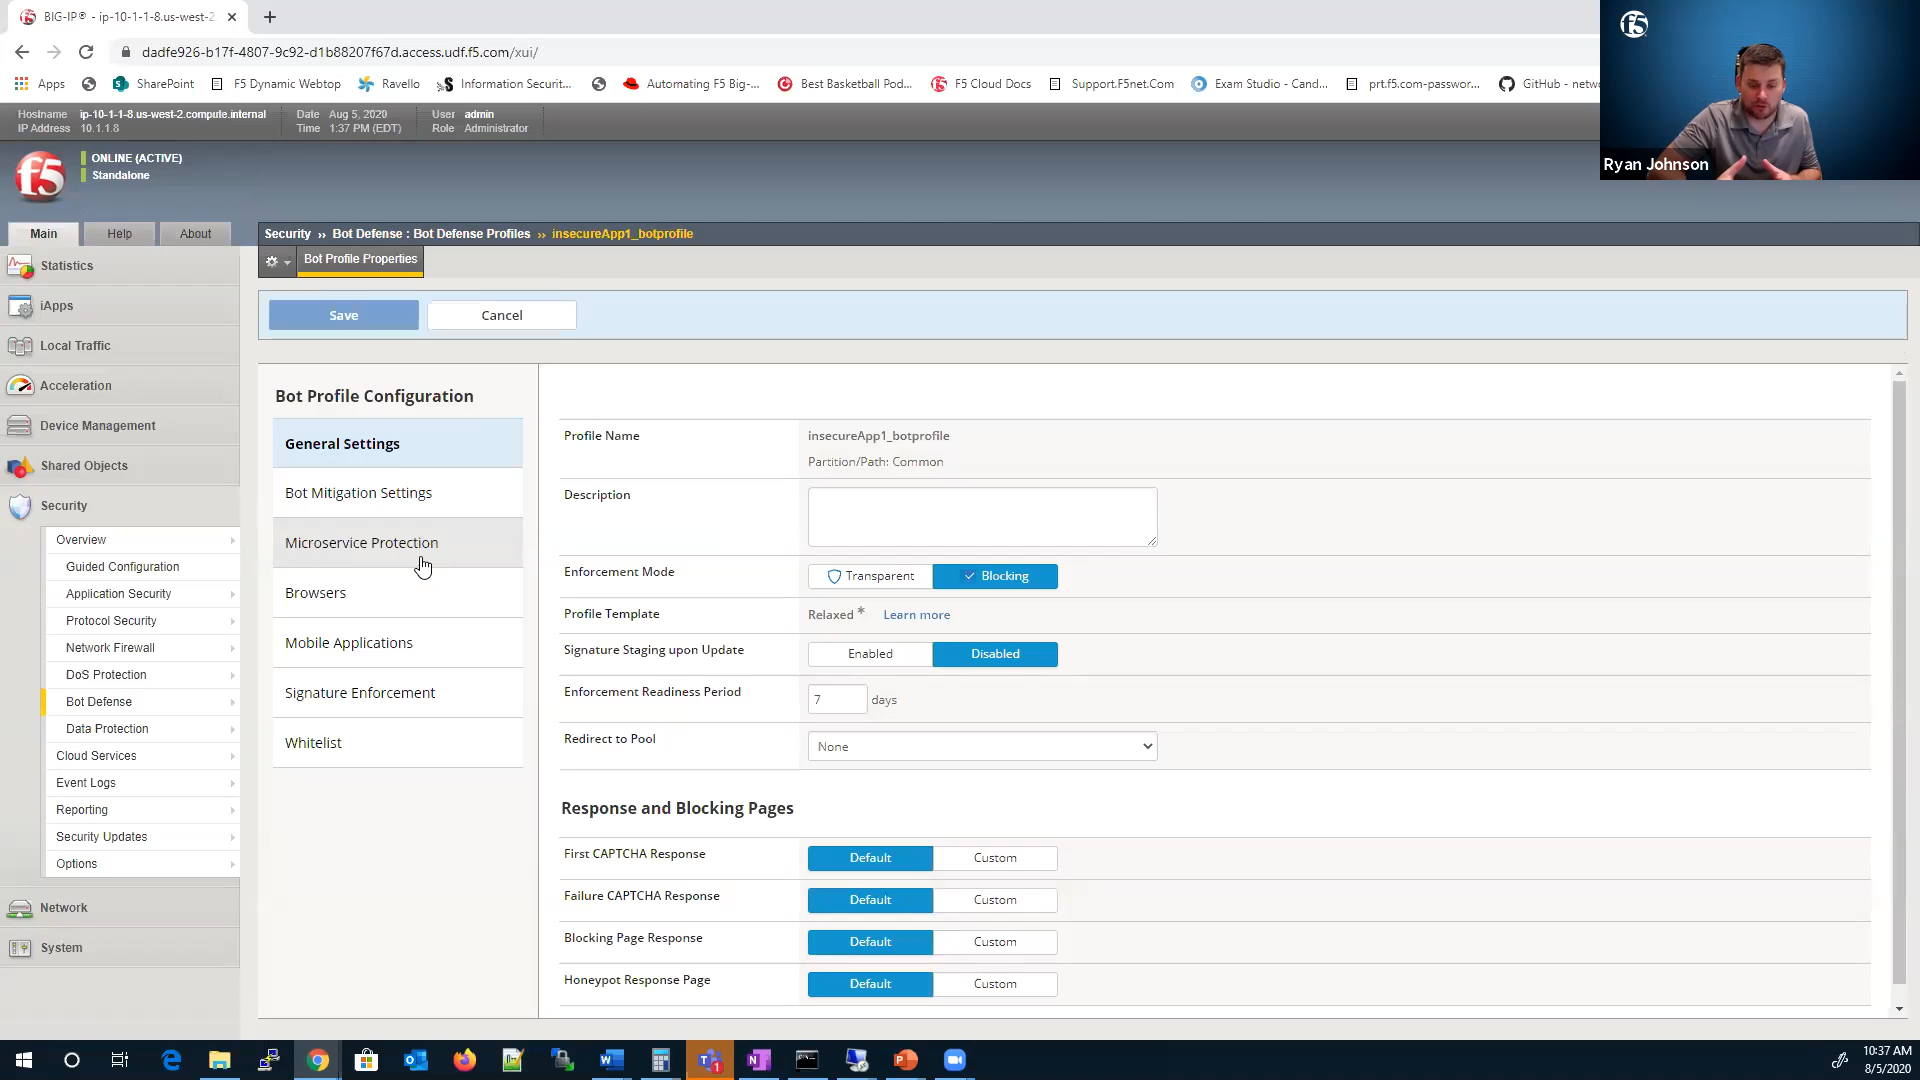 BIG-IP® - ip-10-1-1-8.us-west-2
dadfe926-b17f-4807-9c92-d1b88207f67d.access.udf.f5.com/xui/
Apps
SharePoint
F5 Dynamic Webtop
Ravello
Information Securit...
Automating F5 Big-...
Best Basketball Pod...
F5 Cloud Docs
Support.F5net.Com
Exam Studio - Cand...
prt.f5.com-passwor...
GitHub - netw
Hostname ip-10-1-1-8.us-west-2.compute.internal
IP Address 10.1.1.8
Date Aug 5, 2020
Time 1:37 PM (EDT)
User admin
Role Administrator
f5
Ryan Johnson
f5
ONLINE (ACTIVE)
Standalone
Main
Help
About
Security ›› Bot Defense : Bot Defense Profiles ›› insecureApp1_botprofile
Bot Profile Properties
Save
Cancel
Statistics
iApps
Local Traffic
Acceleration
Device Management
Shared Objects
Security
Overview
Guided Configuration
Application Security
Protocol Security
Network Firewall
DoS Protection
Bot Defense
Data Protection
Cloud Services
Event Logs
Reporting
Security Updates
Options
Network
System
Bot Profile Configuration
General Settings
Bot Mitigation Settings
Microservice Protection
Browsers
Mobile Applications
Signature Enforcement
Whitelist
Profile Name
insecureApp1_botprofile
Partition/Path: Common
Description
Enforcement Mode
Transparent
Blocking
Profile Template
Relaxed *
Learn more
Signature Staging upon Update
Enabled
Disabled
Enforcement Readiness Period
7
days
Redirect to Pool
None
Response and Blocking Pages
First CAPTCHA Response
Default
Custom
Failure CAPTCHA Response
Default
Custom
Blocking Page Response
Default
Custom
Honeypot Response Page
Default
Custom
10:37 AM
8/5/2020